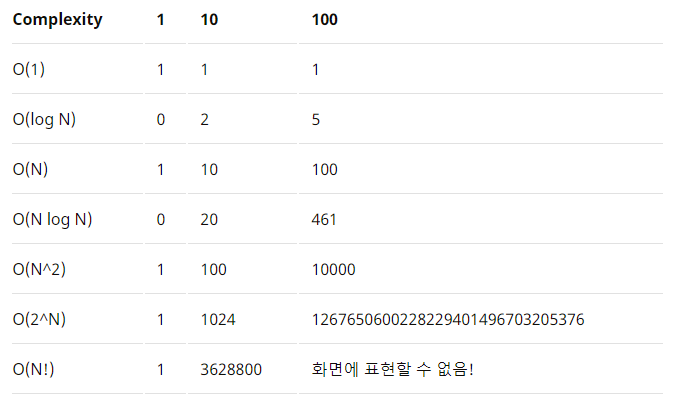 Complexity 1 10 100
O(1) 1 1 1
O(log N) 0 2 5
O(N) 1 10 100
O(N log N) 0 20 461
O(N^2) 1 100 10000
O(2^N) 1 1024 1267650600228229401496703205376
O(N!) 1 3628800 화면에 표현할 수 없음!